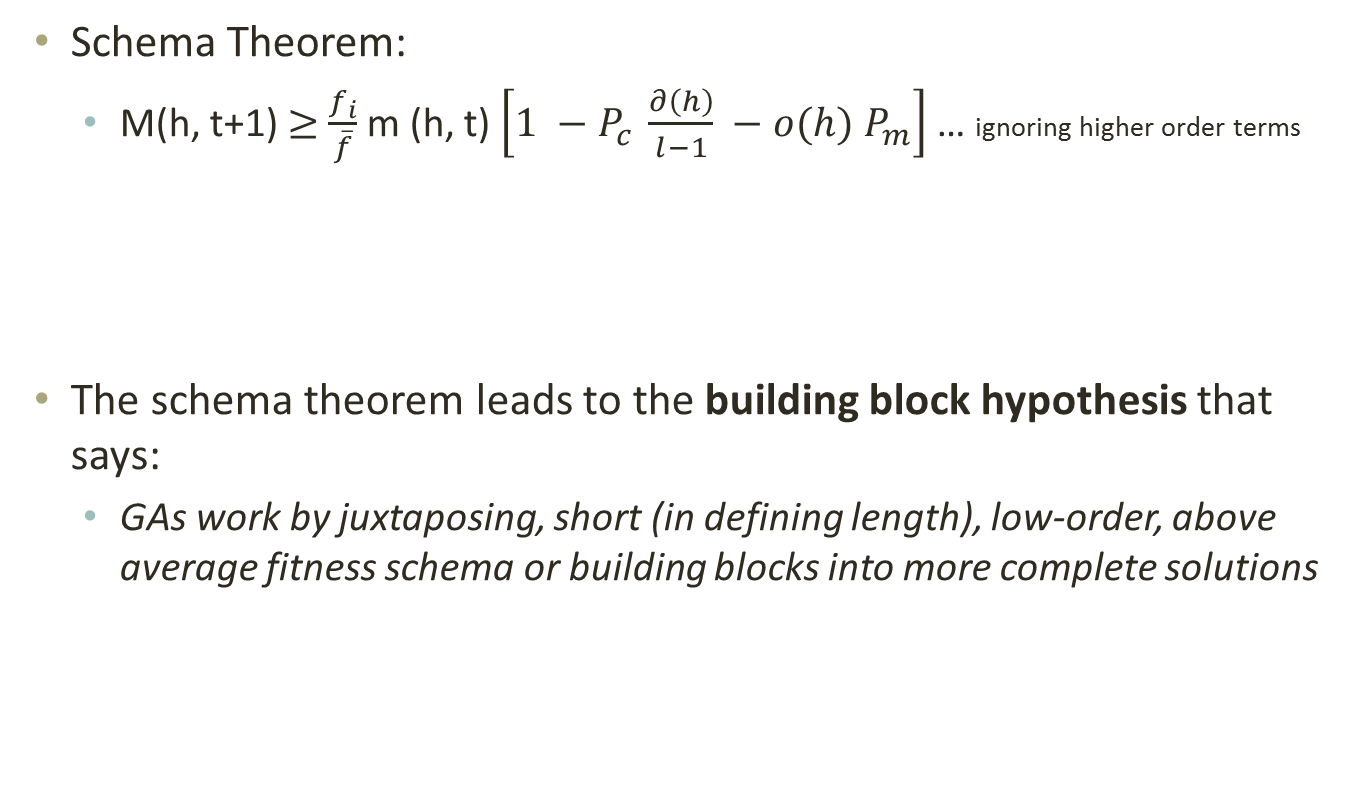 • Schema Theorem:
• M(h, t+1) ≥ f_i/f̄ m (h, t) [1 − P_c ∂(h)/(l−1) − o(h) P_m] ... ignoring higher order terms
• The schema theorem leads to the building block hypothesis that
says:
• GAs work by juxtaposing, short (in defining length), low-order, above
average fitness schema or building blocks into more complete solutions